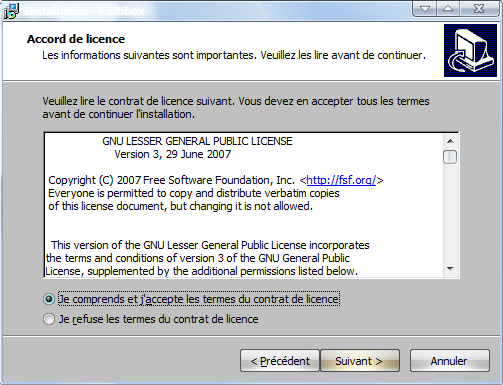 Installation - Cultibox
Accord de licence
Les informations suivantes sont importantes. Veuillez les lire avant de continuer.
Veuillez lire le contrat de licence suivant. Vous devez en accepter tous les termes
avant de continuer l'installation.
GNU LESSER GENERAL PUBLIC LICENSE
Version 3, 29 June 2007
Copyright (C) 2007 Free Software Foundation, Inc. <http://fsf.org/>
Everyone is permitted to copy and distribute verbatim copies
of this license document, but changing it is not allowed.
This version of the GNU Lesser General Public License incorporates
the terms and conditions of version 3 of the GNU General Public
License, supplemented by the additional permissions listed below.
Je comprends et j'accepte les termes du contrat de licence
Je refuse les termes du contrat de licence
< Précédent
Suivant >
Annuler